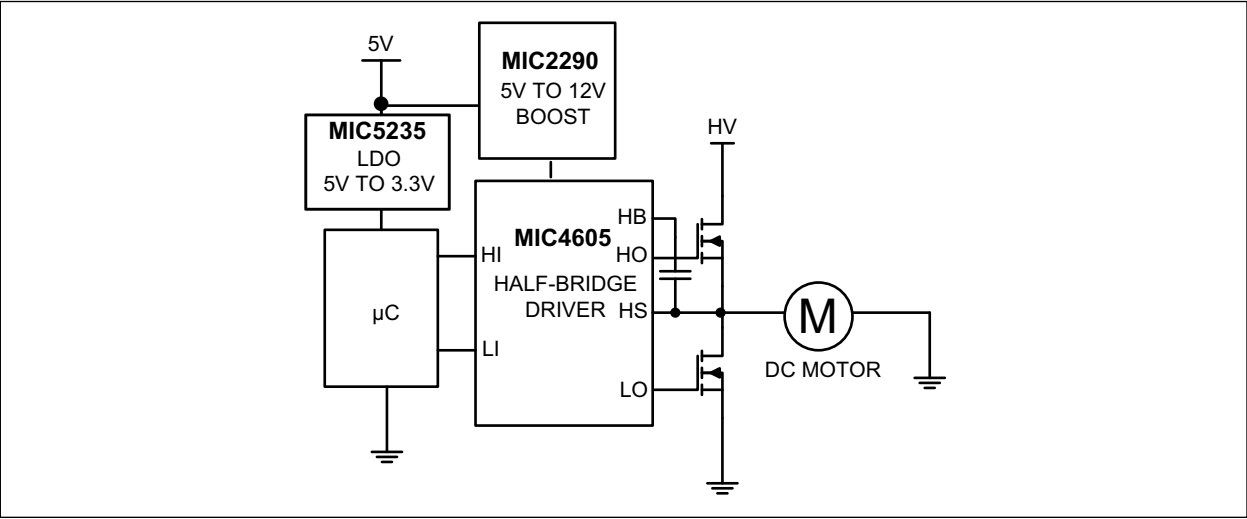 5V
MIC2290
5V TO 12V
BOOST
MIC5235
LDO
5V TO 3.3V
HV
HB
MIC4605
HI
HO
HALF-BRIDGE
DRIVER
HS
µC
M
LI
DC MOTOR
LO